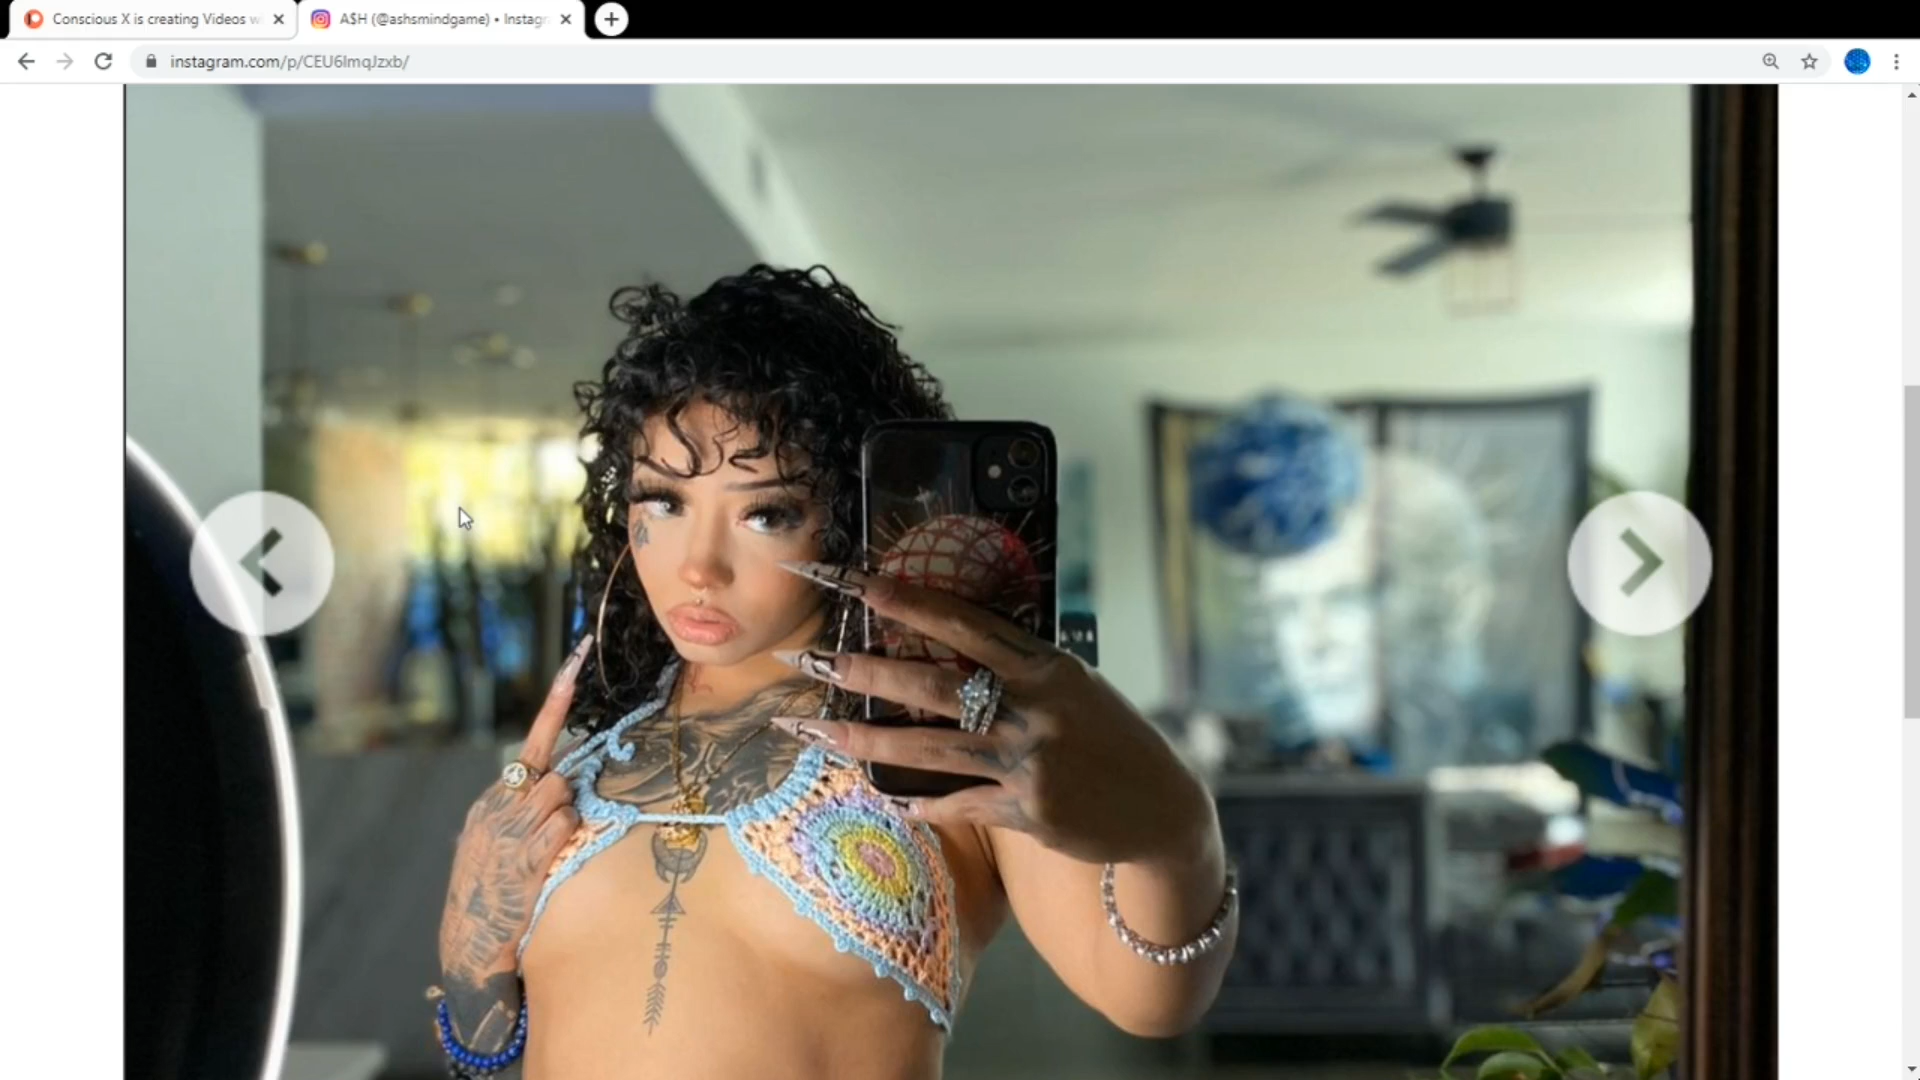 Conscious X is creating Videos w
A$H (@ashsmindgame) • Instagr
instagram.com/p/CEU6lmqJzxb/